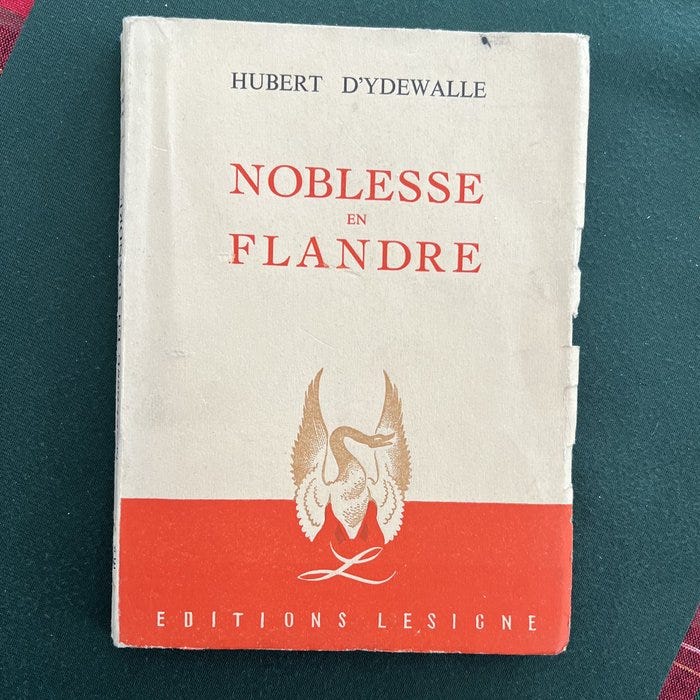 HUBERT D'YDEWALLE
NOBLESSE
EN
FLANDRE
L
EDITIONS LESIGNE